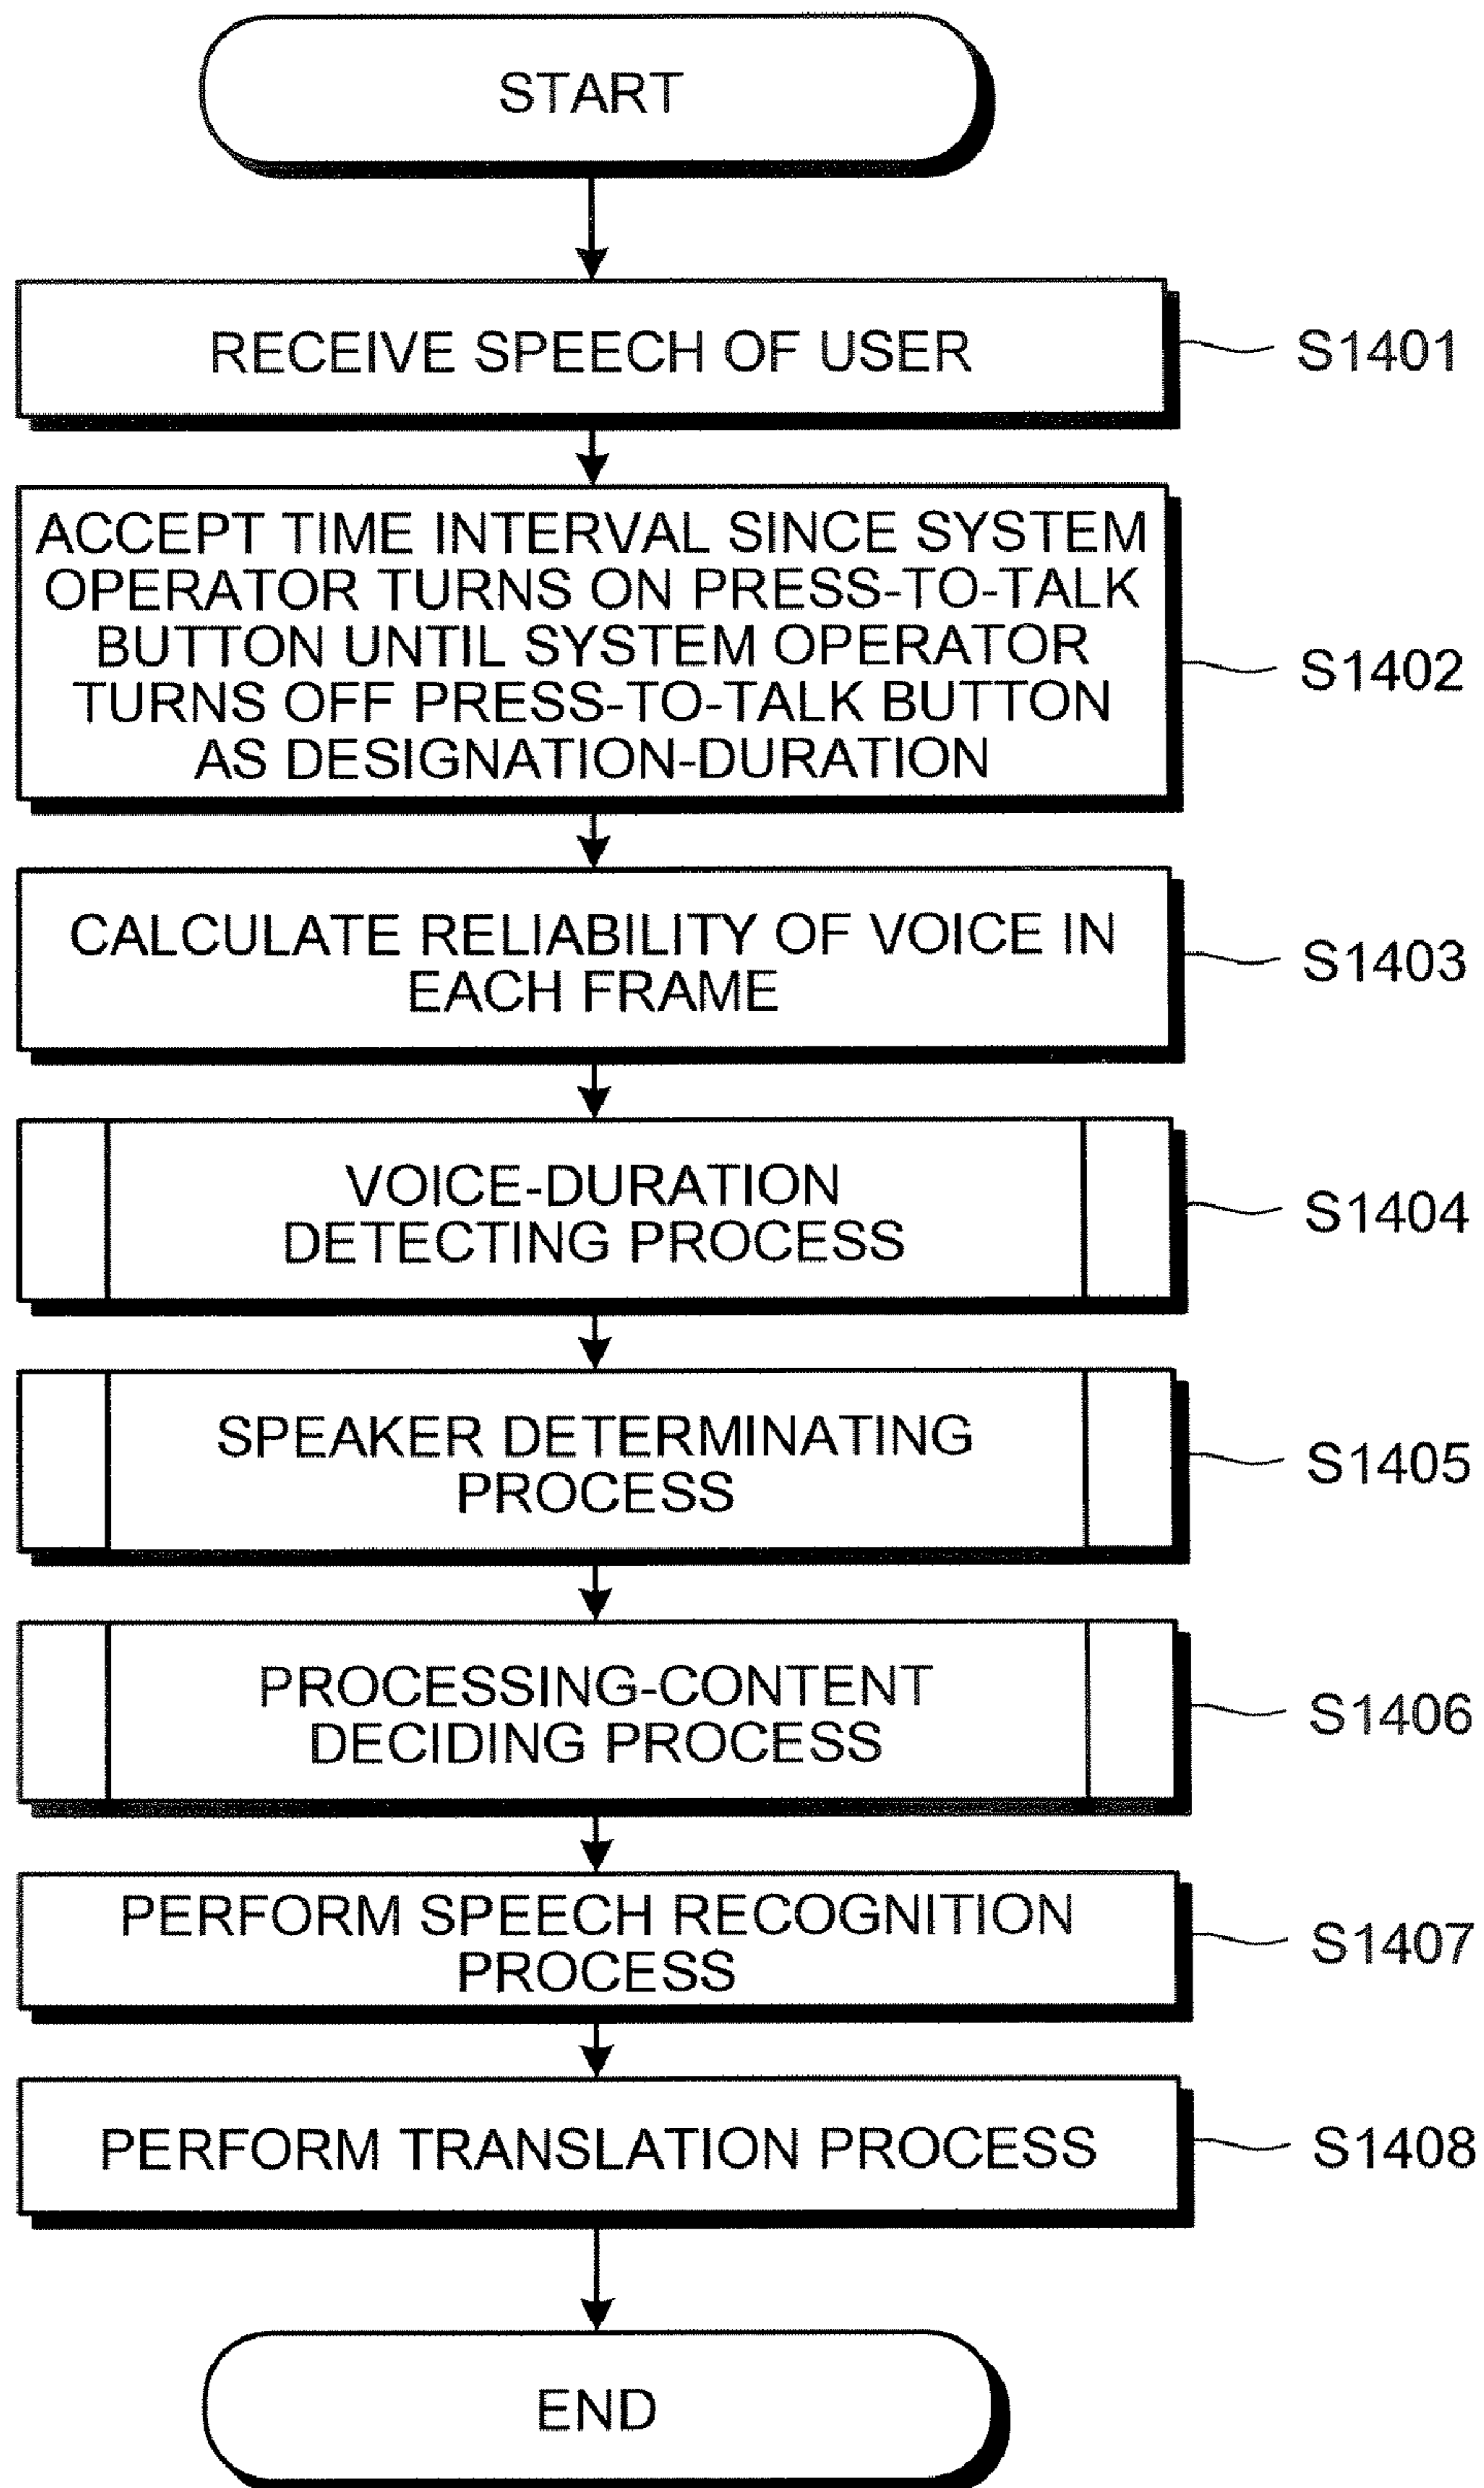 START
RECEIVE SPEECH OF USER
S1401
ACCEPT TIME INTERVAL SINCE SYSTEM
OPERATOR TURNS ON PRESS-TO-TALK
BUTTON UNTIL SYSTEM OPERATOR
TURNS OFF PRESS-TO-TALK BUTTON
AS DESIGNATION-DURATION
S1402
CALCULATE RELIABILITY OF VOICE IN
EACH FRAME
S1403
VOICE-DURATION
DETECTING PROCESS
S1404
SPEAKER DETERMINATING
PROCESS
S1405
PROCESSING-CONTENT
DECIDING PROCESS
S1406
PERFORM SPEECH RECOGNITION
PROCESS
S1407
PERFORM TRANSLATION PROCESS
S1408
END